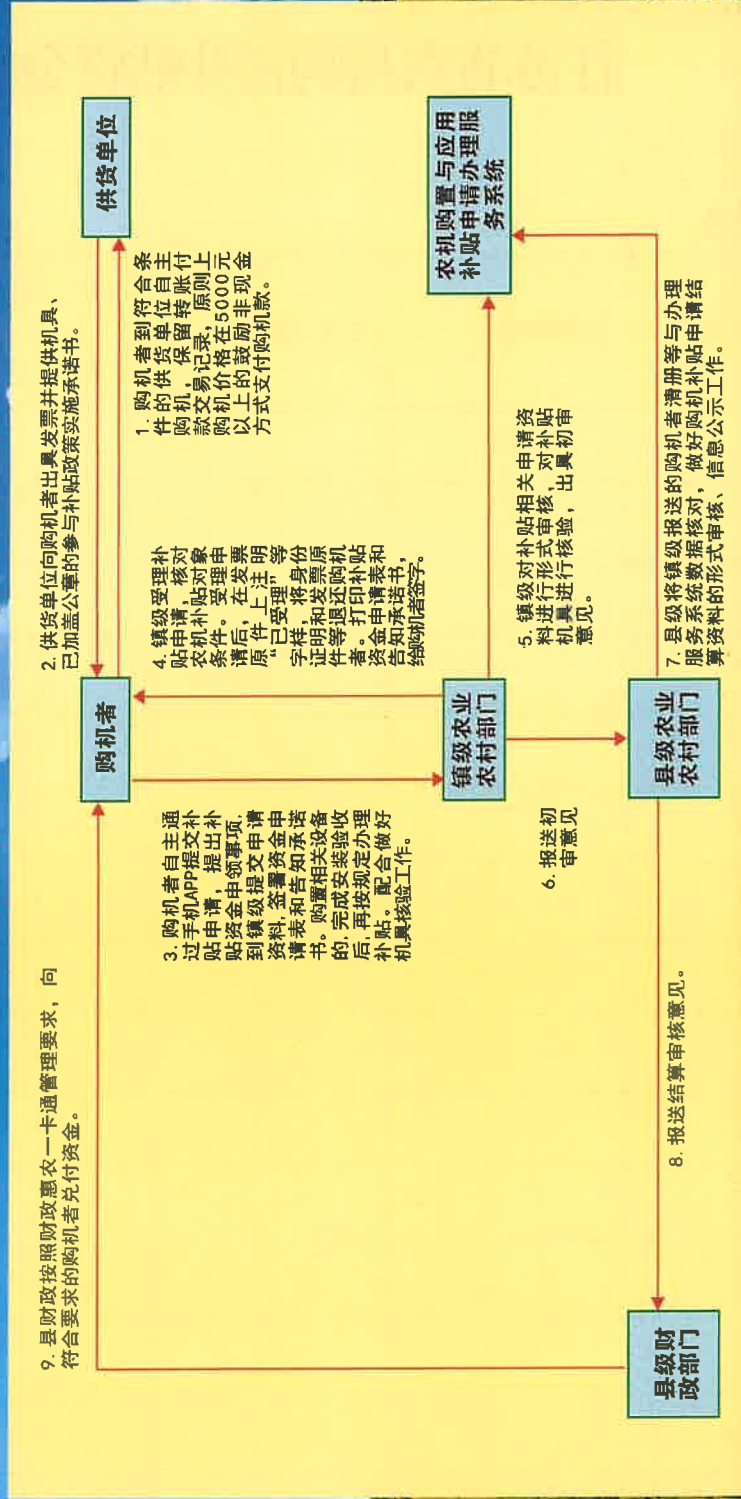 供货单位
2. 供货单位向购机者出具发票并提供机具、
已加盖公章的参与补贴政策实施承诺书。
1. 购机者到符合条
件的供货单位自主
购机，保留转账付
款交易记录，原则上
购机价格在5000元
以上的鼓励非现金
方式支付购机款。
购机者
9. 县财政按照财政惠农一卡通管理要求，向
符合要求的购机者兑付资金。
3. 购机者自主通
过手机APP提交补
贴申请，提出补
贴资金申领事项.
到镇级提交申请
资料,签署资金申
请表和告知承诺
书。购置相关设备
的,完成安装验收
后,再按规定办理
补贴。配合做好
机具核验工作。
4. 镇级受理补
贴申请，核对
农机补贴对象
条件。受理申
请后，在发票
原件上注明
“已受理”等
字样，将身份
证明和发票原
件等退还购机
者。打印补贴
资金申请表和
告知承诺书，
给购机者签字。
镇级农业
农村部门
5. 镇级对补贴相关申请资
料进行形式审核，对补贴
机具进行核验，出具初审
意见。
农机购置与应用
补贴申请办理服
务系统
6. 报送初
审意见
县级农业
农村部门
7. 县级将镇级报送的购机者清册等与办理
服务系统数据核对，做好购机补贴申请结
算资料的形式审核、信息公示工作。
8. 报送结算审核意见。
县级财
政部门